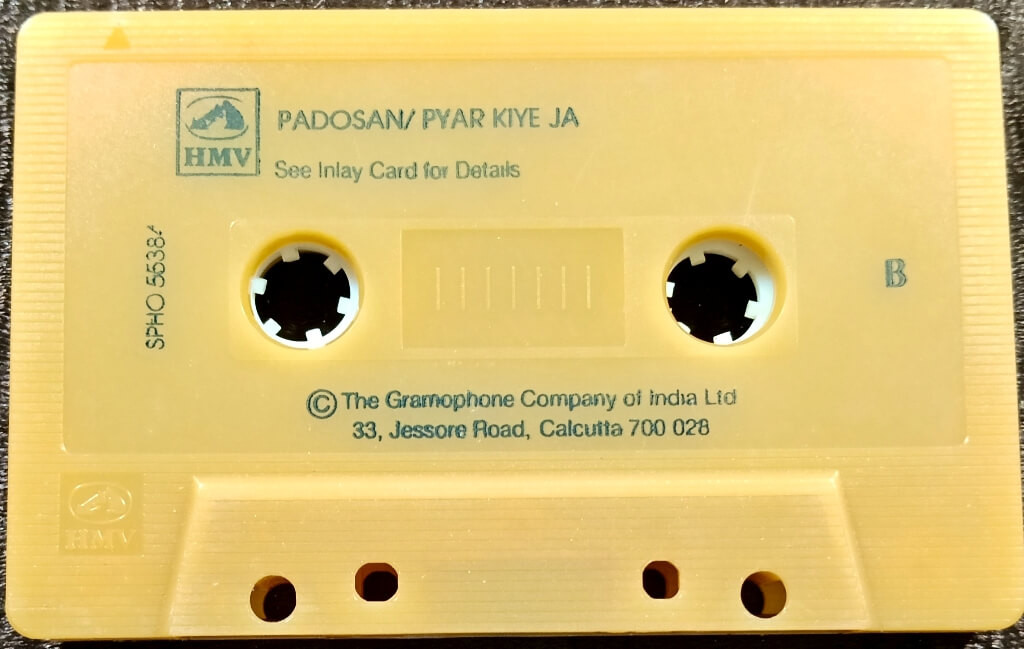 HMV
PADOSAN/ PYAR KIYE JA
See Inlay Card for Details
SPHO 5538
B
© The Gramophone Company of India Ltd
33, Jessore Road, Calcutta 700 028
HMV